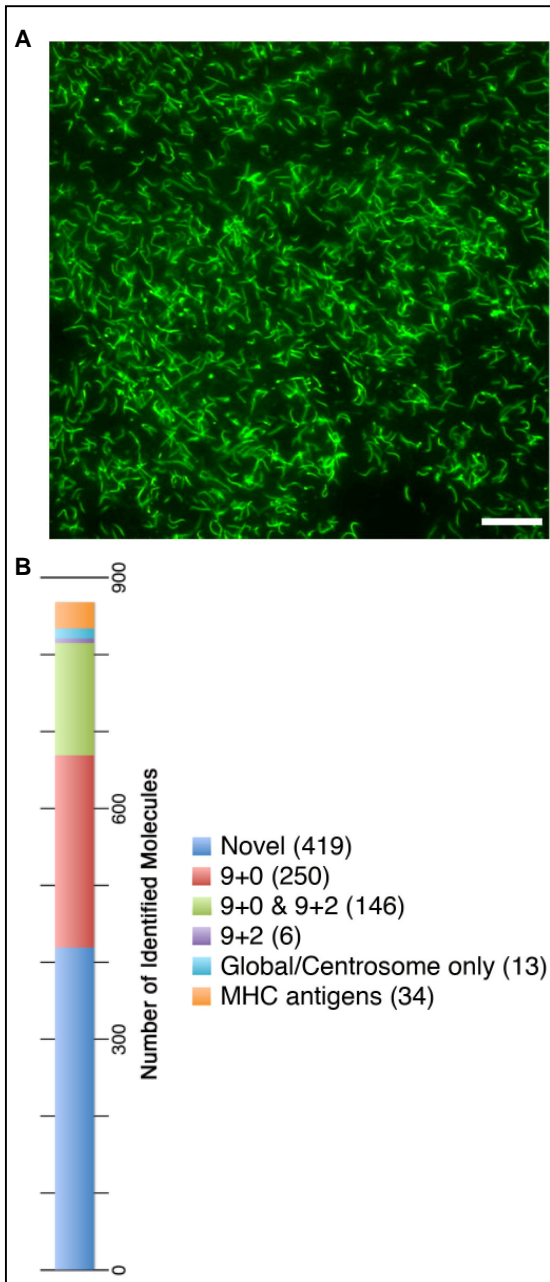 A
B
900
600
300
0
Number of Identified Molecules
Novel (419)
9+0 (250)
9+0 & 9+2 (146)
9+2 (6)
Global/Centrosome only (13)
MHC antigens (34)